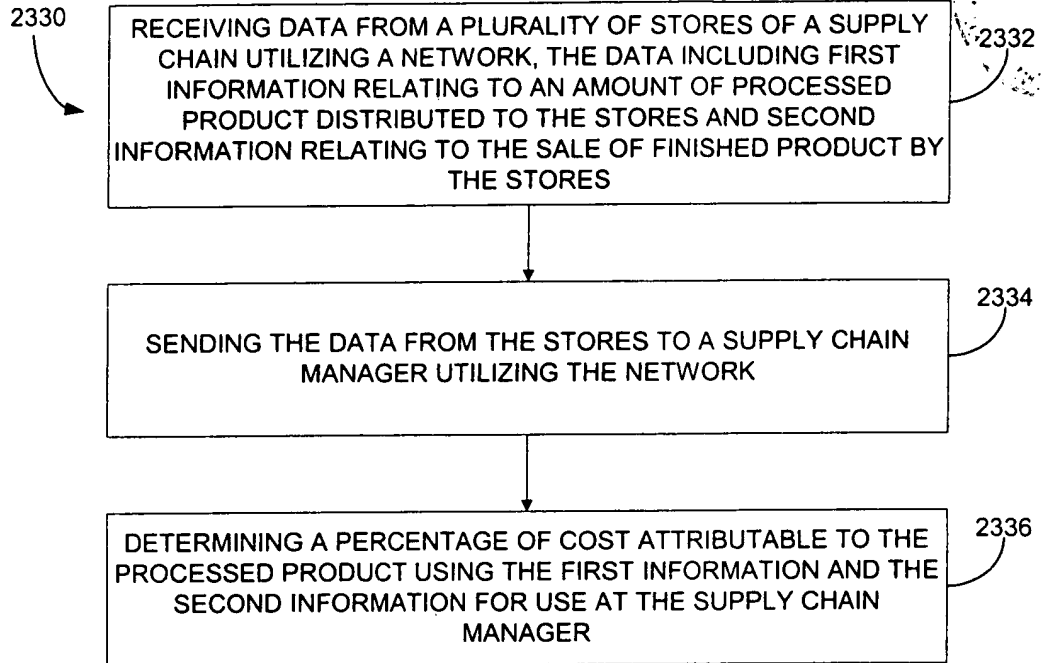 2330
RECEIVING DATA FROM A PLURALITY OF STORES OF A SUPPLY
CHAIN UTILIZING A NETWORK, THE DATA INCLUDING FIRST
INFORMATION RELATING TO AN AMOUNT OF PROCESSED
PRODUCT DISTRIBUTED TO THE STORES AND SECOND
INFORMATION RELATING TO THE SALE OF FINISHED PRODUCT BY
THE STORES
2332
SENDING THE DATA FROM THE STORES TO A SUPPLY CHAIN
MANAGER UTILIZING THE NETWORK
2334
DETERMINING A PERCENTAGE OF COST ATTRIBUTABLE TO THE
PROCESSED PRODUCT USING THE FIRST INFORMATION AND THE
SECOND INFORMATION FOR USE AT THE SUPPLY CHAIN
MANAGER
2336